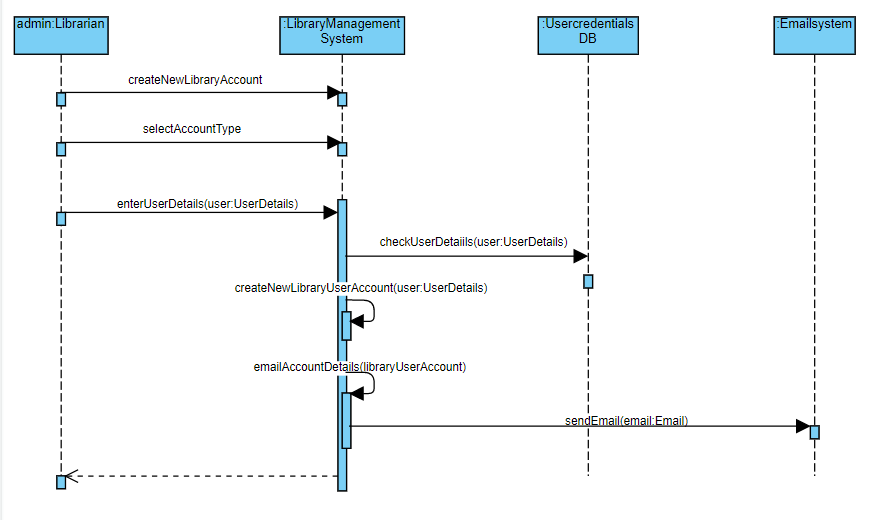 admin:Librarian
:LibraryManagement
System
:Usercredentials
DB
:Emailsystem
createNewLibraryAccount
selectAccountType
enterUserDetails(user:UserDetails)
checkUserDetaiils(user:UserDetails)
createNewLibraryUserAccount(user:UserDetails)
emailAccountDetails(libraryUserAccount)
sendEmail(email:Email)